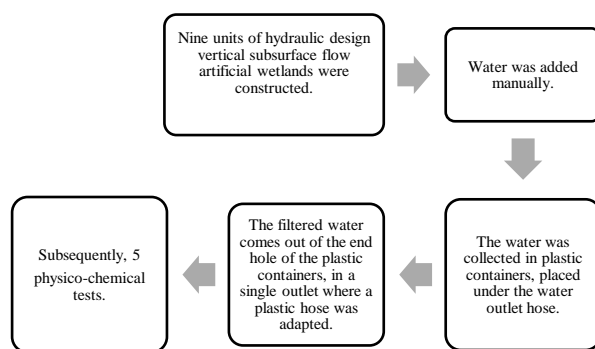 Nine units of hydraulic design
vertical subsurface flow
artificial wetlands were
constructed.
Water was added
manually.
The water was
collected in plastic
containers, placed
under the water
outlet hose.
The filtered water
comes out of the end
hole of the plastic
containers, in a
single outlet where a
plastic hose was
adapted.
Subsequently, 5
physico-chemical
tests.